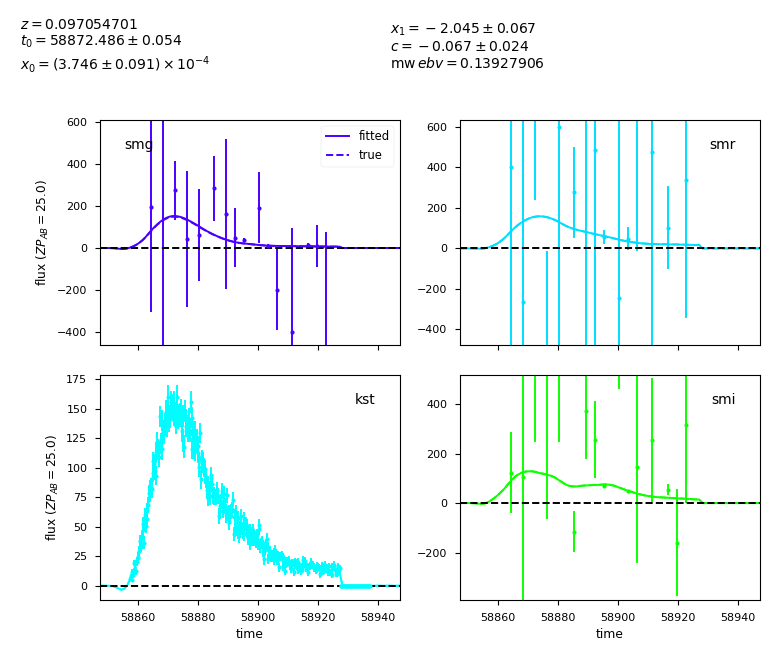 z = 0.097054701
t₀ = 58872.486 ± 0.054
x₀ = (3.746 ± 0.091) × 10⁻⁴
x₁ = −2.045 ± 0.067
c = −0.067 ± 0.024
mw ebv = 0.13927906
600
400
200
0
−200
−400
flux (ZP_AB = 25.0)
smg
fitted
true
600
400
200
0
−200
−400
smr
175
150
125
100
75
50
25
0
flux (ZP_AB = 25.0)
kst
58860 58880 58900 58920 58940
time
400
200
0
−200
smi
58860 58880 58900 58920 58940
time